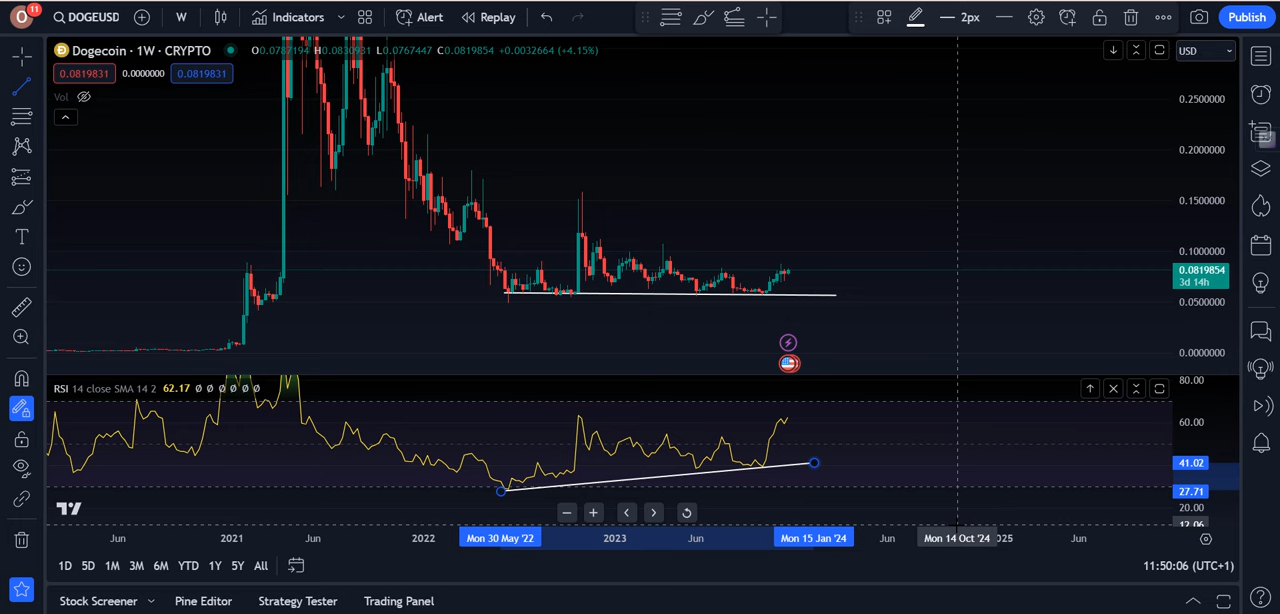 O 11 DOGEUSD W Indicators Alert Replay 2px Publish
Dogecoin · 1W · CRYPTO O0.0787194 H0.0830931 L0.0767447 C0.0819854 +0.0032664 (+4.15%) USD
0.0819831 0.0000000 0.0819831
Vol
0.2500000
0.2000000
0.1500000
0.1000000
0.0819854
3d 14h
0.0500000
0.0000000
RSI 14 close SMA 14 2 62.17 Ø Ø Ø Ø Ø Ø 80.00
60.00
41.02
27.71
20.00
12.06
Jun 2021 Jun 2022 Mon 30 May '22 2023 Jun Mon 15 Jan '24 Jun Mon 14 Oct '24 2025 Jun
1D 5D 1M 3M 6M YTD 1Y 5Y All 11:50:06 (UTC+1)
Stock Screener Pine Editor Strategy Tester Trading Panel